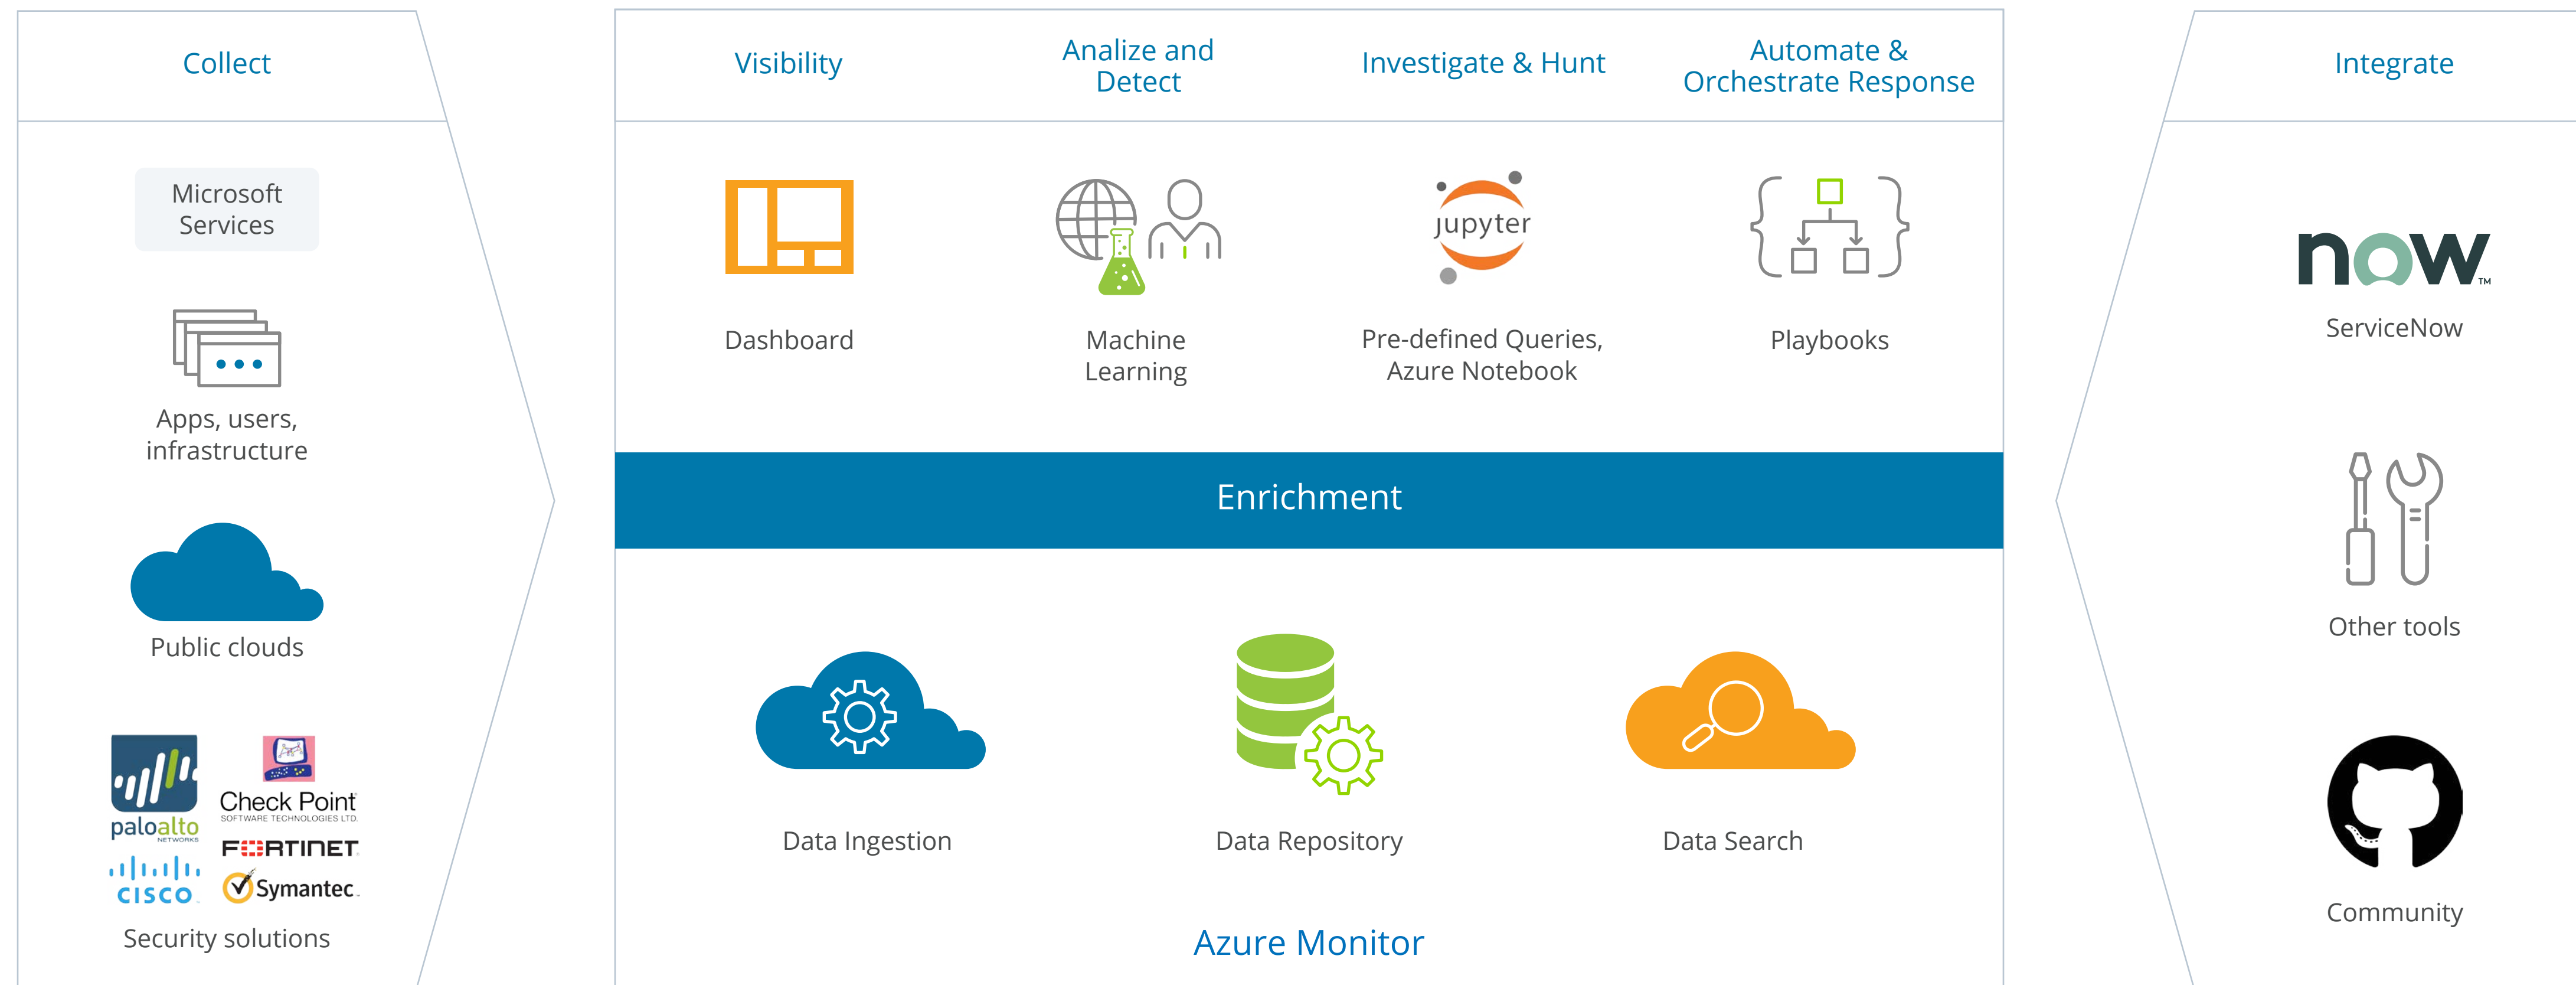 Collect
Microsoft
Services
Apps, users,
infrastructure
Public clouds
paloalto
NETWORKS
Check Point
SOFTWARE TECHNOLOGIES LTD.
FORTINET
CISCO
Symantec
Security solutions
Visibility
Analize and
Detect
Investigate & Hunt
Automate &
Orchestrate Response
Dashboard
Machine
Learning
jupyter
Pre-defined Queries,
Azure Notebook
Playbooks
Enrichment
Data Ingestion
Data Repository
Data Search
Azure Monitor
Integrate
now™
ServiceNow
Other tools
Community